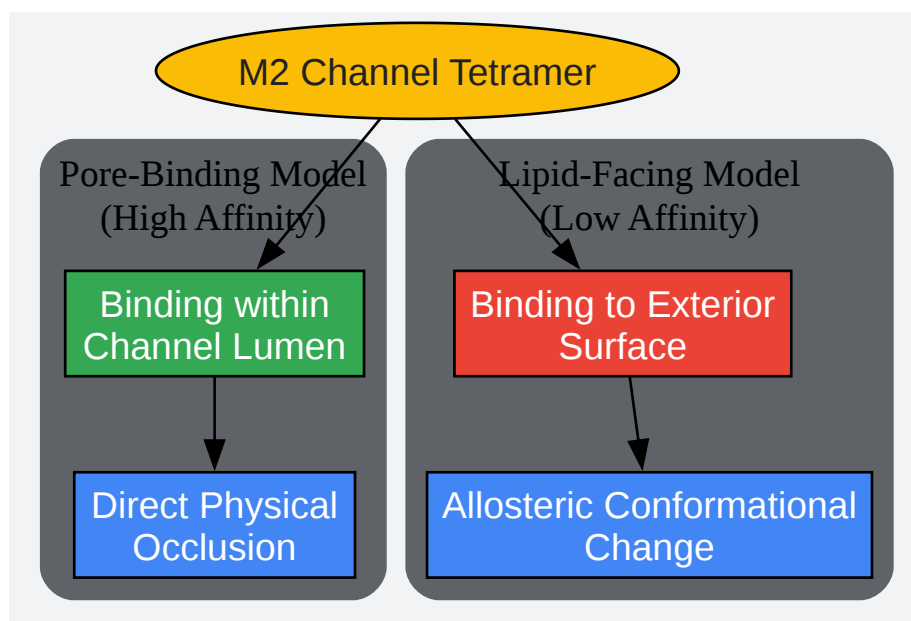 M2 Channel Tetramer
Pore-Binding Model
(High Affinity)
Binding within
Channel Lumen
Direct Physical
Occlusion
Lipid-Facing Model
(Low Affinity)
Binding to Exterior
Surface
Allosteric Conformational
Change